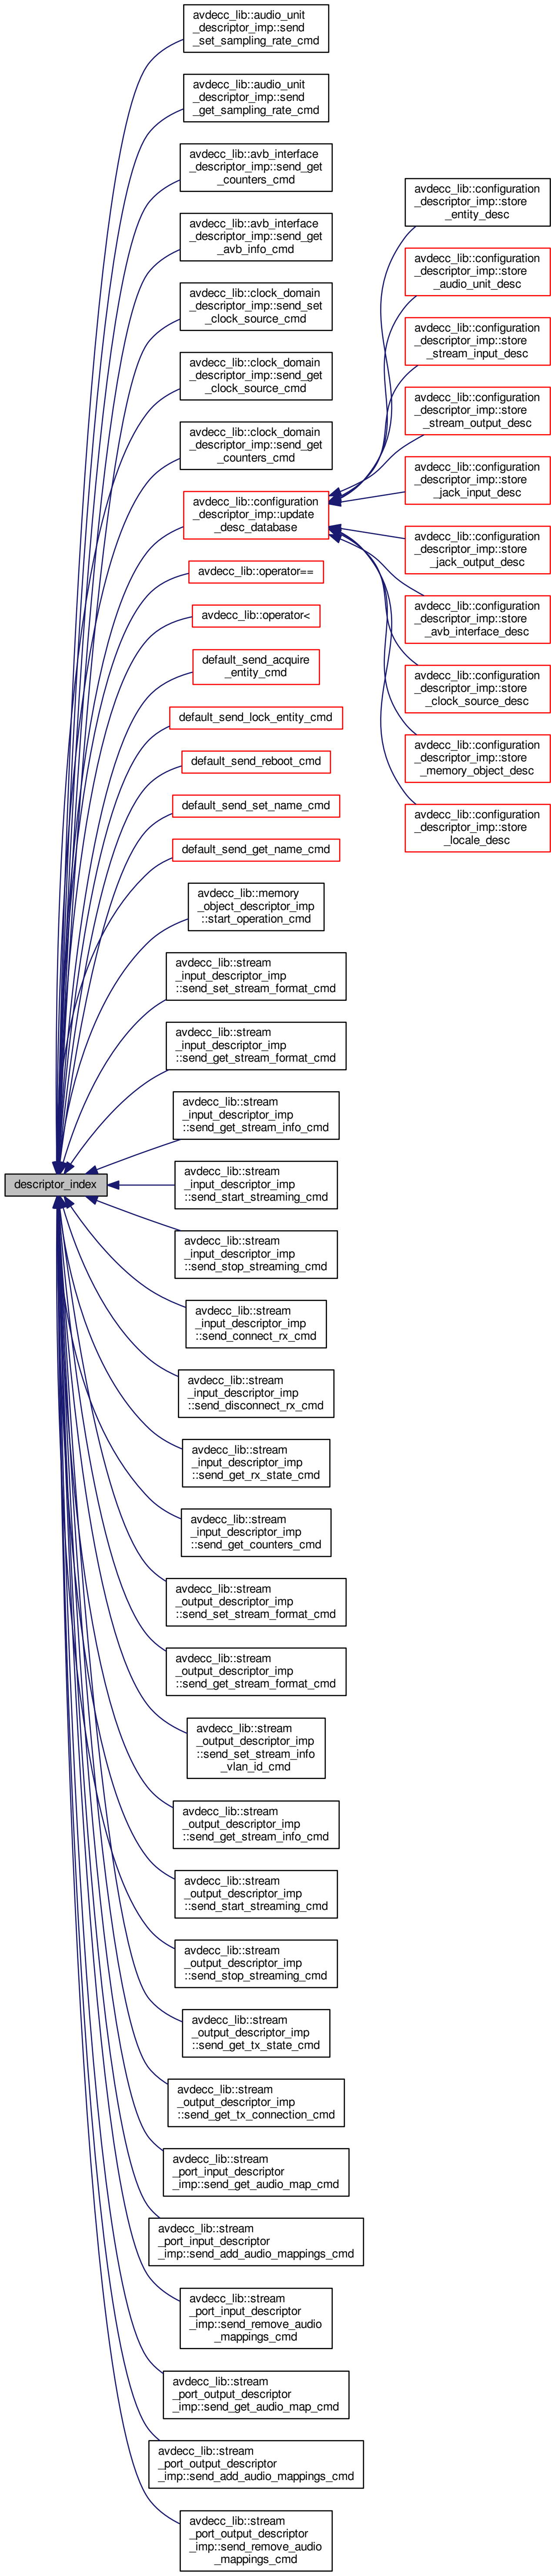 avdecc_lib::audio_unit
_descriptor_imp::send
_set_sampling_rate_cmd
avdecc_lib::audio_unit
_descriptor_imp::send
_get_sampling_rate_cmd
avdecc_lib::avb_interface
_descriptor_imp::send_get
_counters_cmd
avdecc_lib::avb_interface
_descriptor_imp::send_get
_avb_info_cmd
avdecc_lib::clock_domain
_descriptor_imp::send_set
_clock_source_cmd
avdecc_lib::clock_domain
_descriptor_imp::send_get
_clock_source_cmd
avdecc_lib::clock_domain
_descriptor_imp::send_get
_counters_cmd
avdecc_lib::configuration
_descriptor_imp::update
_desc_database
avdecc_lib::operator==
avdecc_lib::operator<
default_send_acquire
_entity_cmd
default_send_lock_entity_cmd
default_send_reboot_cmd
default_send_set_name_cmd
default_send_get_name_cmd
avdecc_lib::memory
_object_descriptor_imp
::start_operation_cmd
avdecc_lib::stream
_input_descriptor_imp
::send_set_stream_format_cmd
avdecc_lib::stream
_input_descriptor_imp
::send_get_stream_format_cmd
avdecc_lib::stream
_input_descriptor_imp
::send_get_stream_info_cmd
descriptor_index
avdecc_lib::stream
_input_descriptor_imp
::send_start_streaming_cmd
avdecc_lib::stream
_input_descriptor_imp
::send_stop_streaming_cmd
avdecc_lib::stream
_input_descriptor_imp
::send_connect_rx_cmd
avdecc_lib::stream
_input_descriptor_imp
::send_disconnect_rx_cmd
avdecc_lib::stream
_input_descriptor_imp
::send_get_rx_state_cmd
avdecc_lib::stream
_input_descriptor_imp
::send_get_counters_cmd
avdecc_lib::stream
_output_descriptor_imp
::send_set_stream_format_cmd
avdecc_lib::stream
_output_descriptor_imp
::send_get_stream_format_cmd
avdecc_lib::stream
_output_descriptor_imp
::send_set_stream_info
_vlan_id_cmd
avdecc_lib::stream
_output_descriptor_imp
::send_get_stream_info_cmd
avdecc_lib::stream
_output_descriptor_imp
::send_start_streaming_cmd
avdecc_lib::stream
_output_descriptor_imp
::send_stop_streaming_cmd
avdecc_lib::stream
_output_descriptor_imp
::send_get_tx_state_cmd
avdecc_lib::stream
_output_descriptor_imp
::send_get_tx_connection_cmd
avdecc_lib::stream
_port_input_descriptor
_imp::send_get_audio_map_cmd
avdecc_lib::stream
_port_input_descriptor
_imp::send_add_audio_mappings_cmd
avdecc_lib::stream
_port_input_descriptor
_imp::send_remove_audio
_mappings_cmd
avdecc_lib::stream
_port_output_descriptor
_imp::send_get_audio_map_cmd
avdecc_lib::stream
_port_output_descriptor
_imp::send_add_audio_mappings_cmd
avdecc_lib::stream
_port_output_descriptor
_imp::send_remove_audio
_mappings_cmd
avdecc_lib::configuration
_descriptor_imp::store
_entity_desc
avdecc_lib::configuration
_descriptor_imp::store
_audio_unit_desc
avdecc_lib::configuration
_descriptor_imp::store
_stream_input_desc
avdecc_lib::configuration
_descriptor_imp::store
_stream_output_desc
avdecc_lib::configuration
_descriptor_imp::store
_jack_input_desc
avdecc_lib::configuration
_descriptor_imp::store
_jack_output_desc
avdecc_lib::configuration
_descriptor_imp::store
_avb_interface_desc
avdecc_lib::configuration
_descriptor_imp::store
_clock_source_desc
avdecc_lib::configuration
_descriptor_imp::store
_memory_object_desc
avdecc_lib::configuration
_descriptor_imp::store
_locale_desc